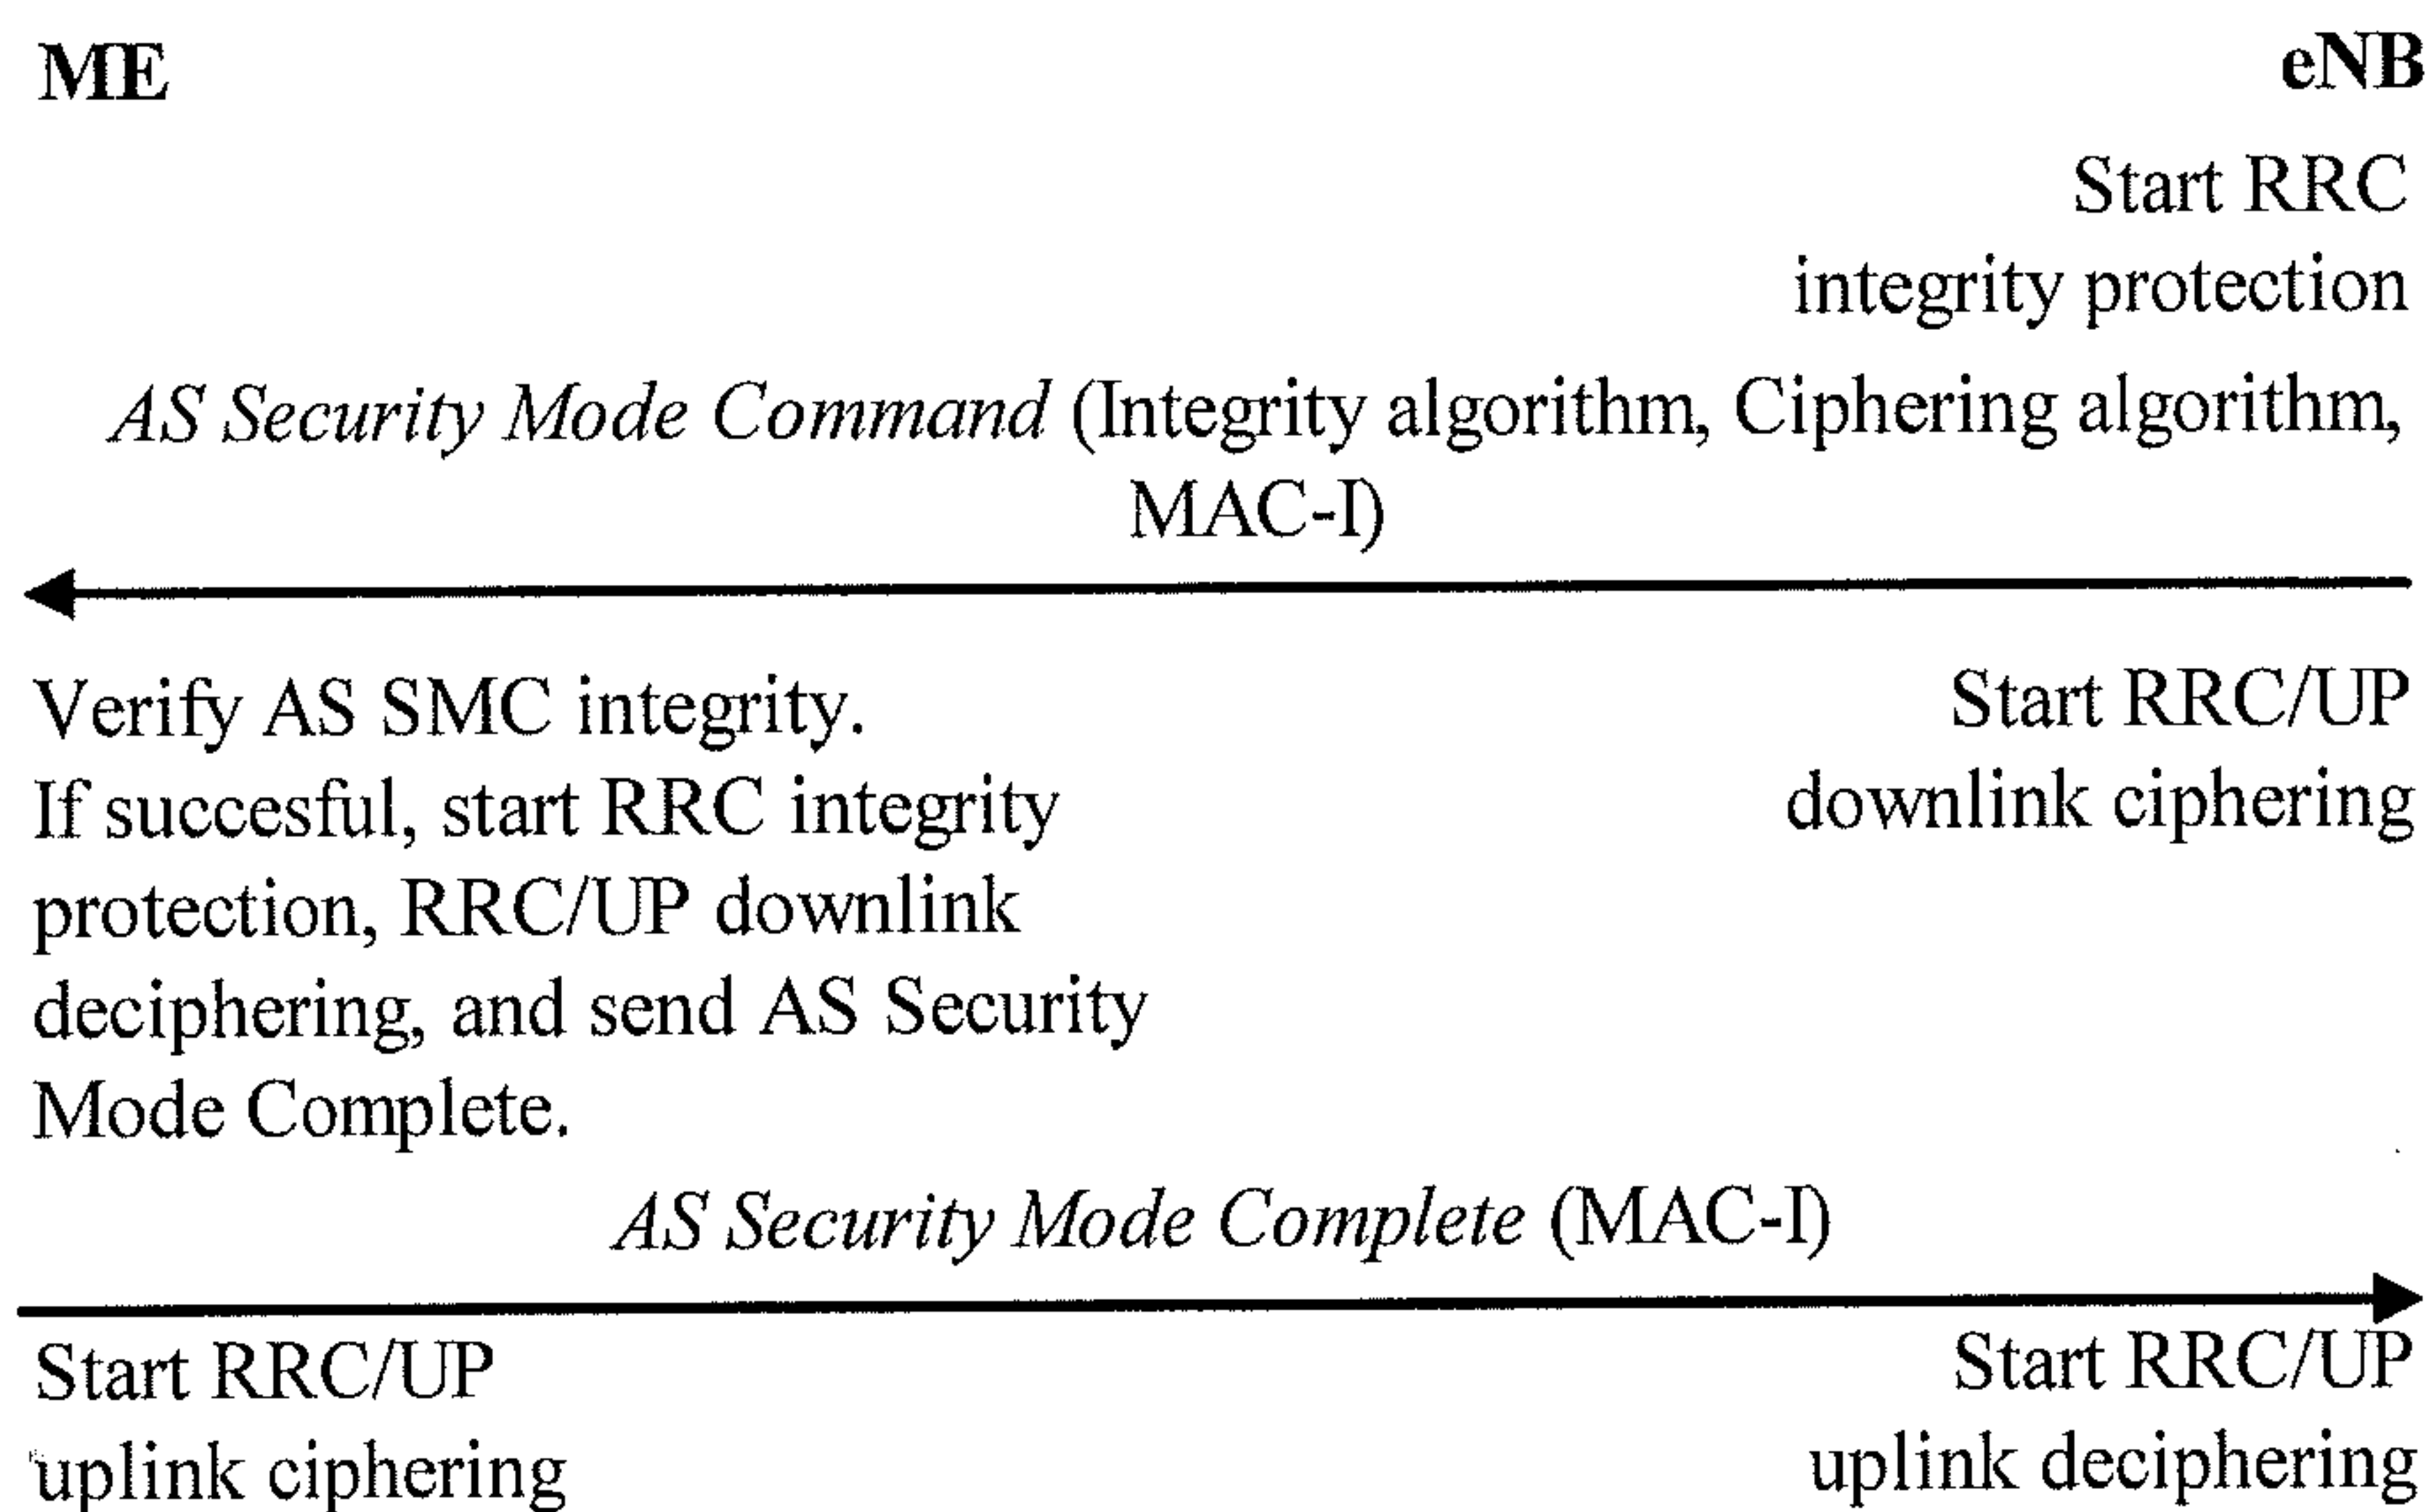 ME eNB
Start RRC
integrity protection
AS Security Mode Command (Integrity algorithm, Ciphering algorithm,
MAC-I)
Verify AS SMC integrity.
If succesful, start RRC integrity
protection, RRC/UP downlink
deciphering, and send AS Security
Mode Complete.
Start RRC/UP
downlink ciphering
AS Security Mode Complete (MAC-I)
Start RRC/UP
uplink ciphering
Start RRC/UP
uplink deciphering